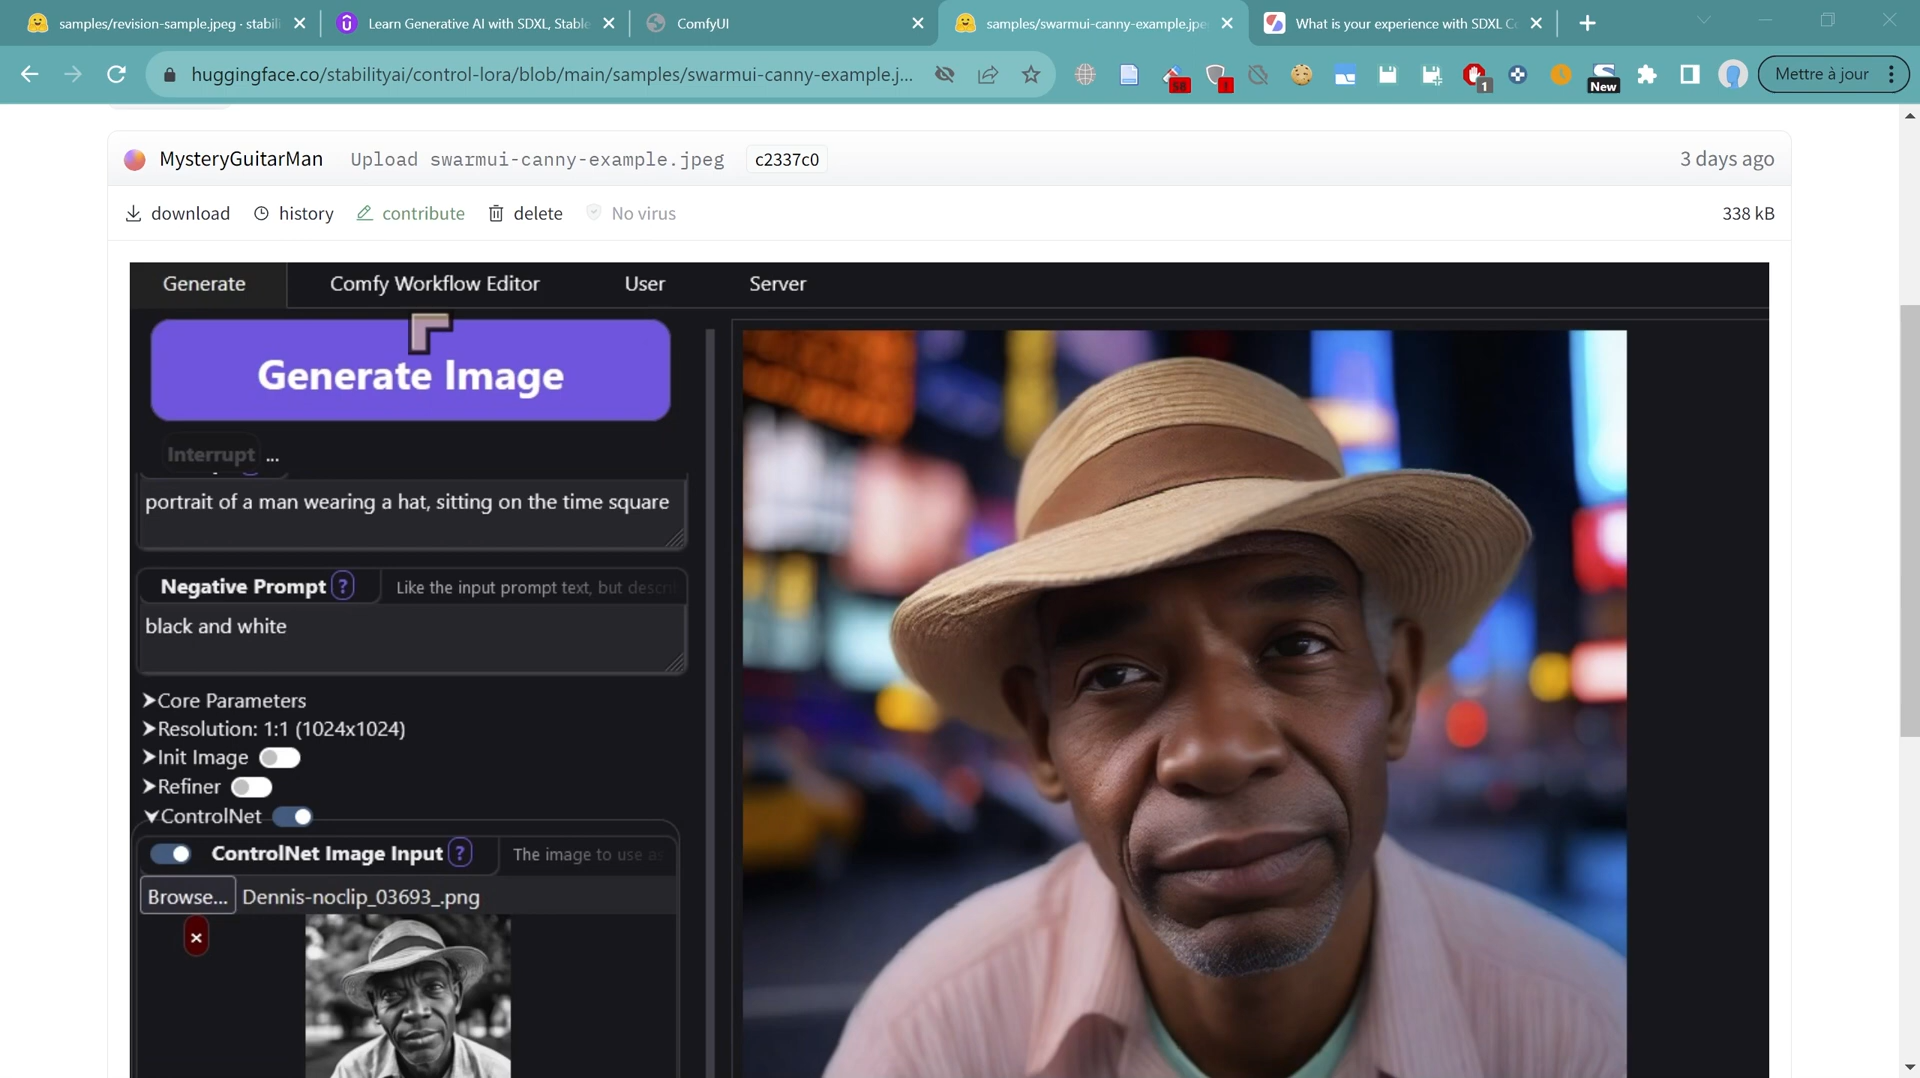 samples/revision-sample.jpeg · stabili
Learn Generative AI with SDXL, Stable
ComfyUI
samples/swarmui-canny-example.jpe
What is your experience with SDXL C
huggingface.co/stabilityai/control-lora/blob/main/samples/swarmui-canny-example.j...
1
New
Mettre à jour
MysteryGuitarMan
Upload swarmui-canny-example.jpeg
c2337c0
3 days ago
download
history
contribute
delete
No virus
338 kB
Generate
Comfy Workflow Editor
User
Server
Generate Image
Interrupt ...
portrait of a man wearing a hat, sitting on the time square
Negative Prompt ?
Like the input prompt text, but descri
black and white
Core Parameters
Resolution: 1:1 (1024x1024)
Init Image
Refiner
ControlNet
ControlNet Image Input ?
The image to use as
Browse... Dennis-noclip_03693_.png